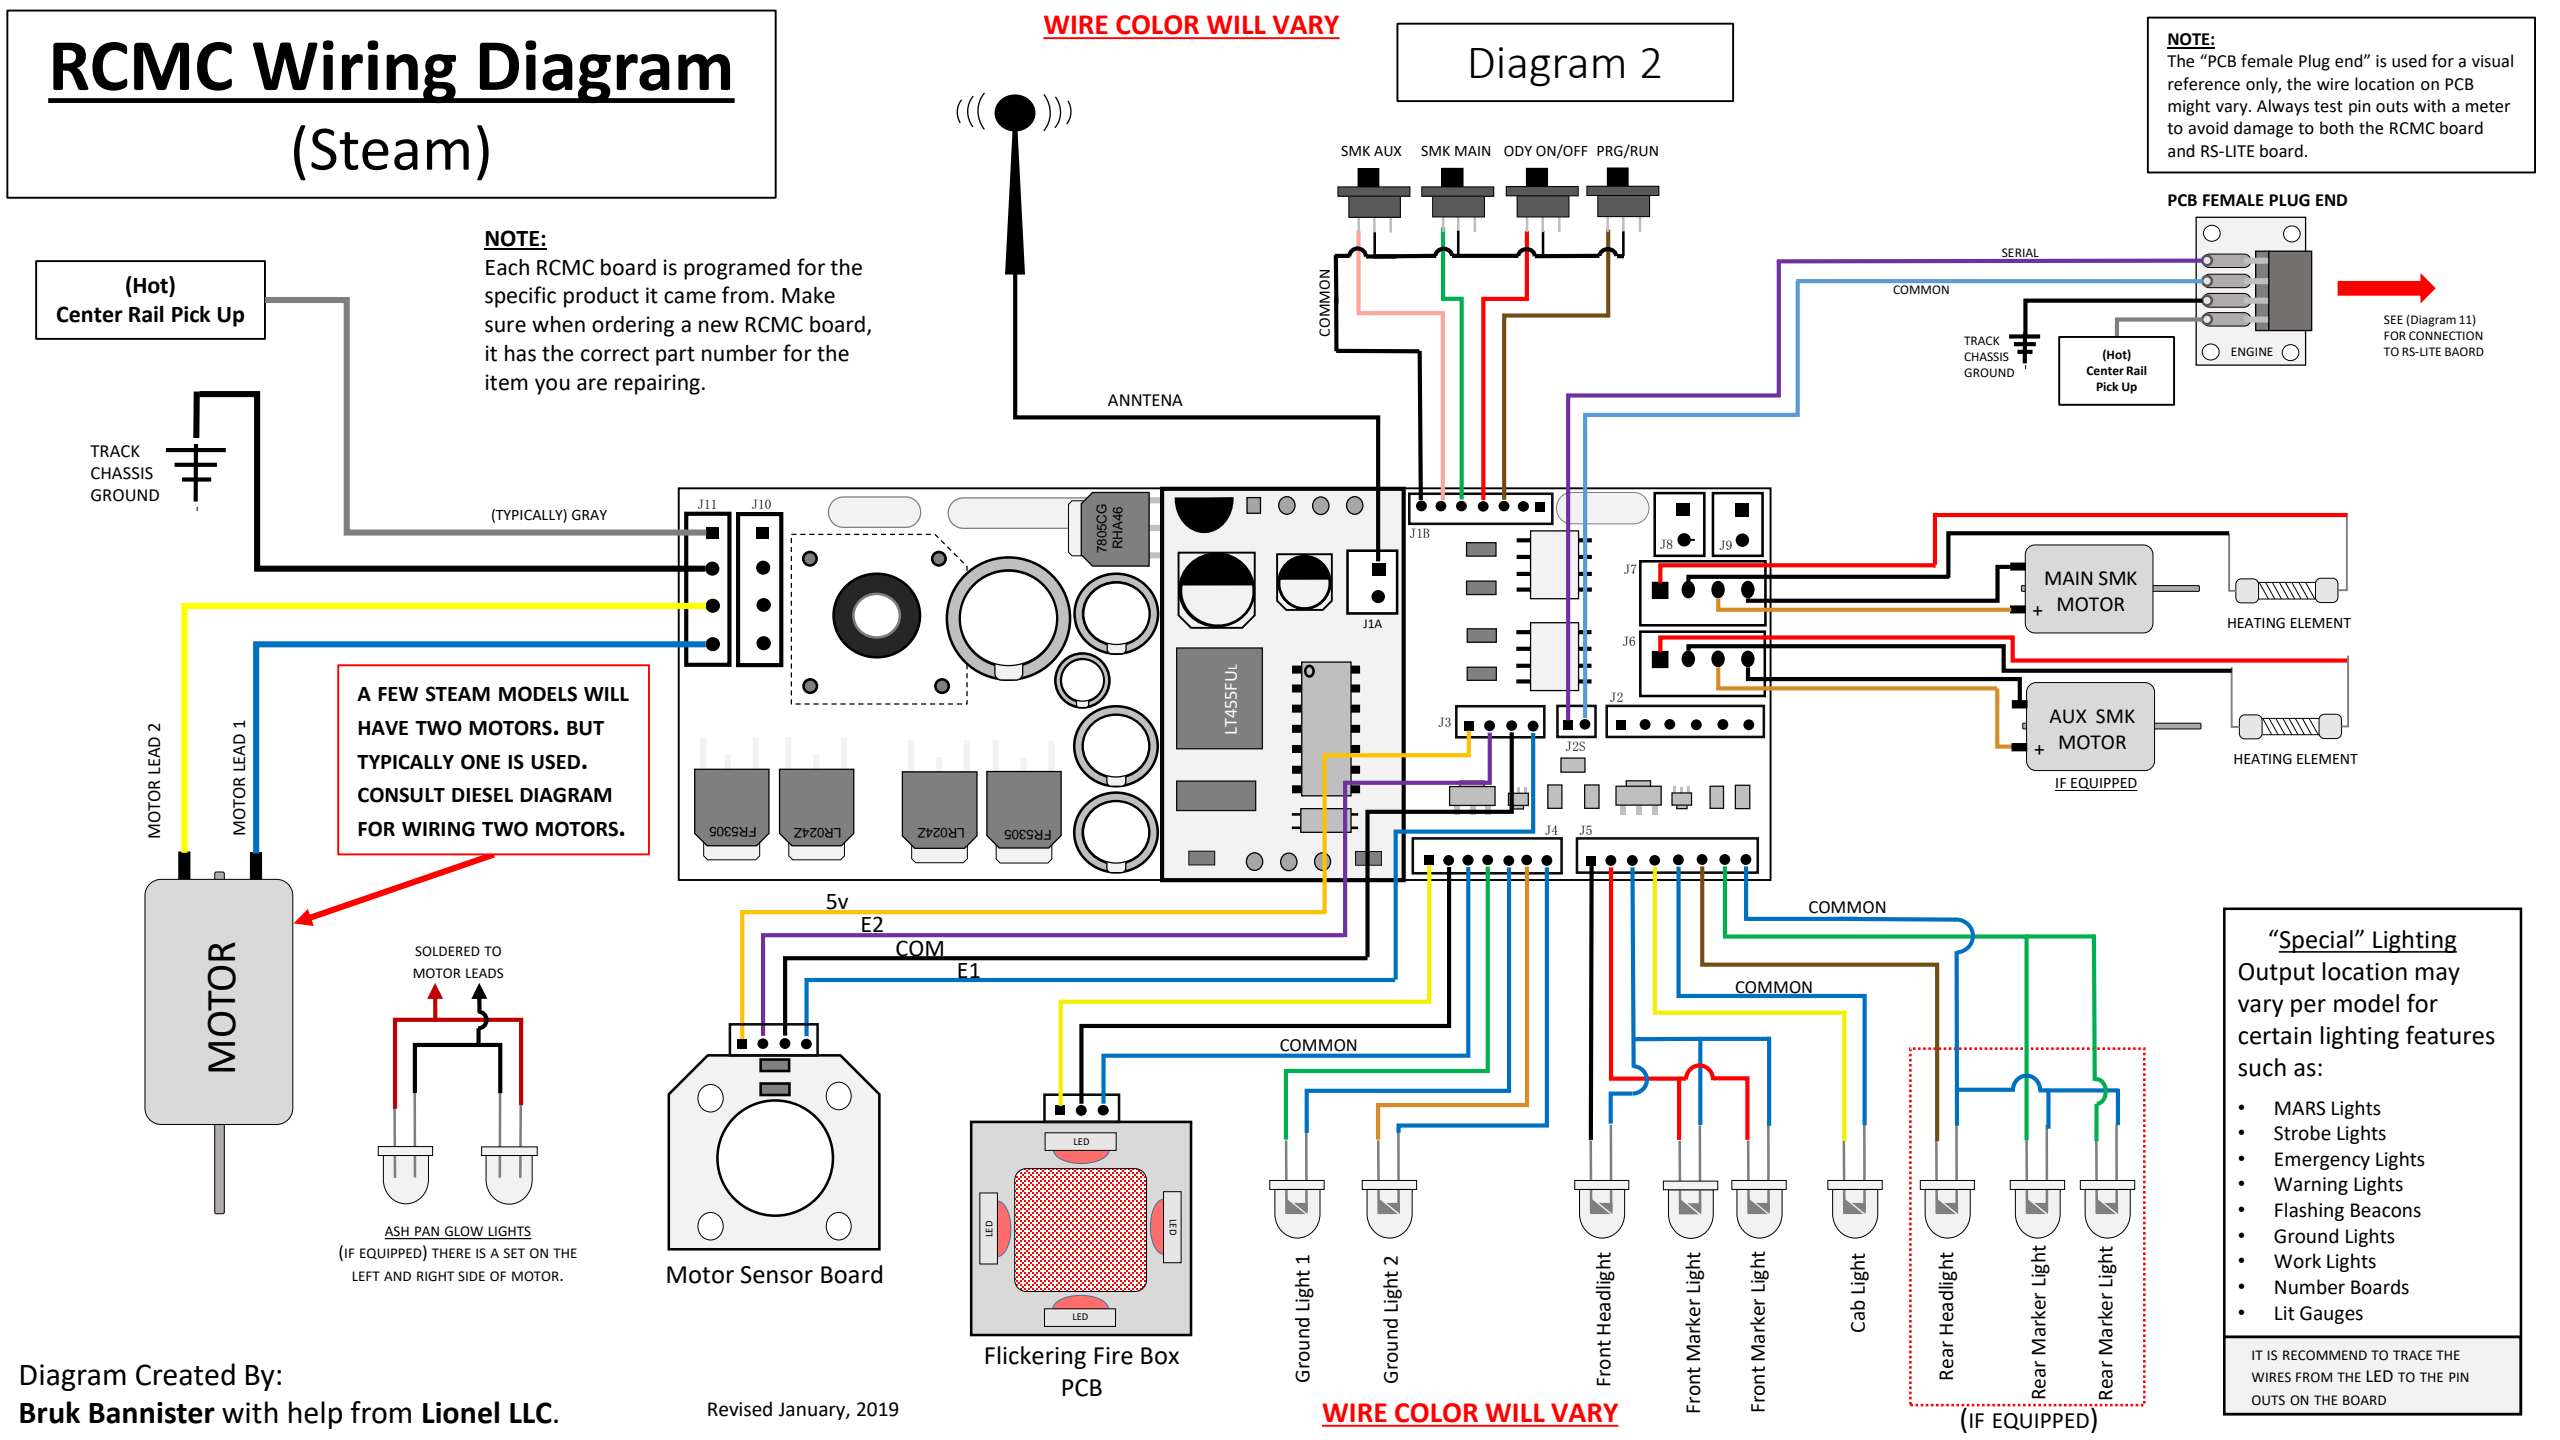 RCMC Wiring Diagram
(Steam)
WIRE COLOR WILL VARY
Diagram 2
NOTE:
The “PCB female Plug end” is used for a visual
reference only, the wire location on PCB
might vary. Always test pin outs with a meter
to avoid damage to both the RCMC board
and RS-LITE board.
PCB FEMALE PLUG END
SMK AUX
SMK MAIN
ODY ON/OFF
PRG/RUN
COMMON
SERIAL
COMMON
ENGINE
TRACK
CHASSIS
GROUND
(Hot)
Center Rail
Pick Up
SEE (Diagram 11)
FOR CONNECTION
TO RS-LITE BAORD
(Hot)
Center Rail Pick Up
NOTE:
Each RCMC board is programed for the
specific product it came from. Make
sure when ordering a new RCMC board,
it has the correct part number for the
item you are repairing.
ANNTENA
TRACK
CHASSIS
GROUND
(TYPICALLY) GRAY
J11
J10
7805CG
RHA46
J1A
J1B
J8
J9
J7
J6
J2
J3
J2S
J4
J5
LT455FUL
FR5305
LR024Z
LR024Z
FR5305
MAIN SMK
MOTOR
+
HEATING ELEMENT
AUX SMK
MOTOR
+
IF EQUIPPED
HEATING ELEMENT
A FEW STEAM MODELS WILL
HAVE TWO MOTORS. BUT
TYPICALLY ONE IS USED.
CONSULT DIESEL DIAGRAM
FOR WIRING TWO MOTORS.
MOTOR LEAD 2
MOTOR LEAD 1
MOTOR
SOLDERED TO
MOTOR LEADS
ASH PAN GLOW LIGHTS
(IF EQUIPPED) THERE IS A SET ON THE
LEFT AND RIGHT SIDE OF MOTOR.
5v
E2
COM
E1
Motor Sensor Board
COMMON
LED
LED
LED
LED
Flickering Fire Box
PCB
COMMON
COMMON
Ground Light 1
Ground Light 2
Front Headlight
Front Marker Light
Front Marker Light
Cab Light
Rear Headlight
Rear Marker Light
Rear Marker Light
(IF EQUIPPED)
“Special” Lighting
Output location may
vary per model for
certain lighting features
such as:
• MARS Lights
• Strobe Lights
• Emergency Lights
• Warning Lights
• Flashing Beacons
• Ground Lights
• Work Lights
• Number Boards
• Lit Gauges
IT IS RECOMMEND TO TRACE THE
WIRES FROM THE LED TO THE PIN
OUTS ON THE BOARD
Diagram Created By:
Bruk Bannister with help from Lionel LLC.
Revised January, 2019
WIRE COLOR WILL VARY